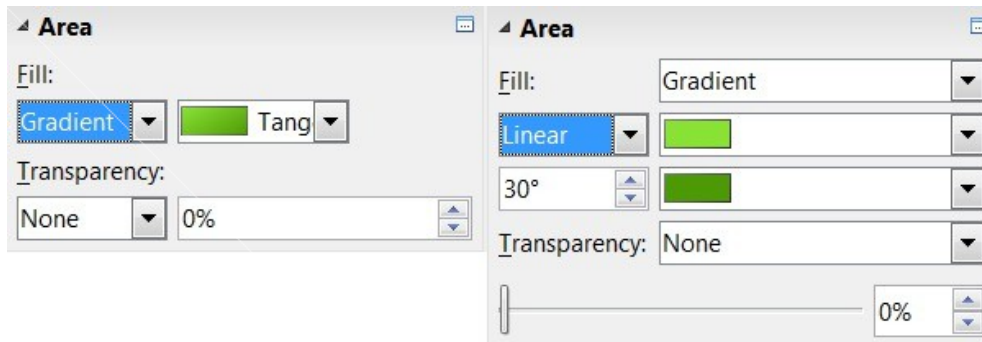 Area
Fill:
Gradient Tang
Transparency:
None 0%
Area
Fill: Gradient
Linear
30°
Transparency: None
0%